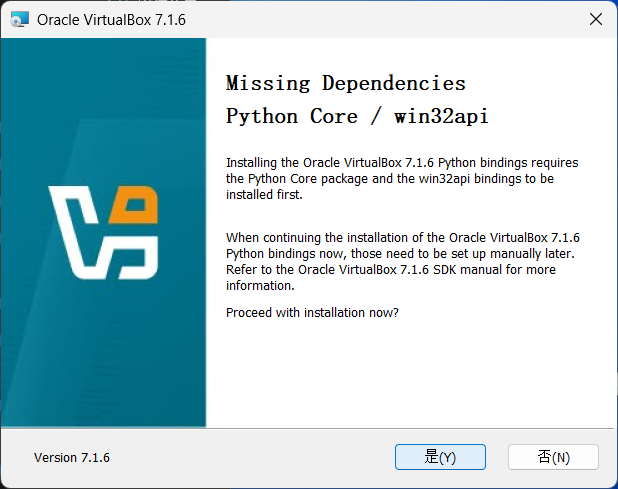 Oracle VirtualBox 7.1.6
Missing Dependencies
Python Core / win32api
Installing the Oracle VirtualBox 7.1.6 Python bindings requires
the Python Core package and the win32api bindings to be
installed first.
When continuing the installation of the Oracle VirtualBox 7.1.6
Python bindings now, those need to be set up manually later.
Refer to the Oracle VirtualBox 7.1.6 SDK manual for more
information.
Proceed with installation now?
Version 7.1.6
是(Y)
否(N)